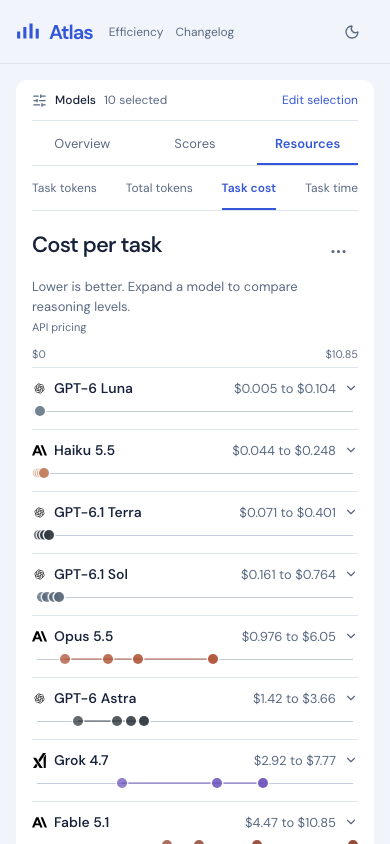 Atlas Efficiency Changelog
Models 10 selected Edit selection
Overview Scores Resources
Task tokens Total tokens Task cost Task time
Cost per task ...
Lower is better. Expand a model to compare
reasoning levels.
API pricing
$0 $10.85
GPT-6 Luna $0.005 to $0.104
Haiku 5.5 $0.044 to $0.248
GPT-6.1 Terra $0.071 to $0.401
GPT-6.1 Sol $0.161 to $0.764
Opus 5.5 $0.976 to $6.05
GPT-6 Astra $1.42 to $3.66
Grok 4.7 $2.92 to $7.77
Fable 5.1 $4.47 to $10.85